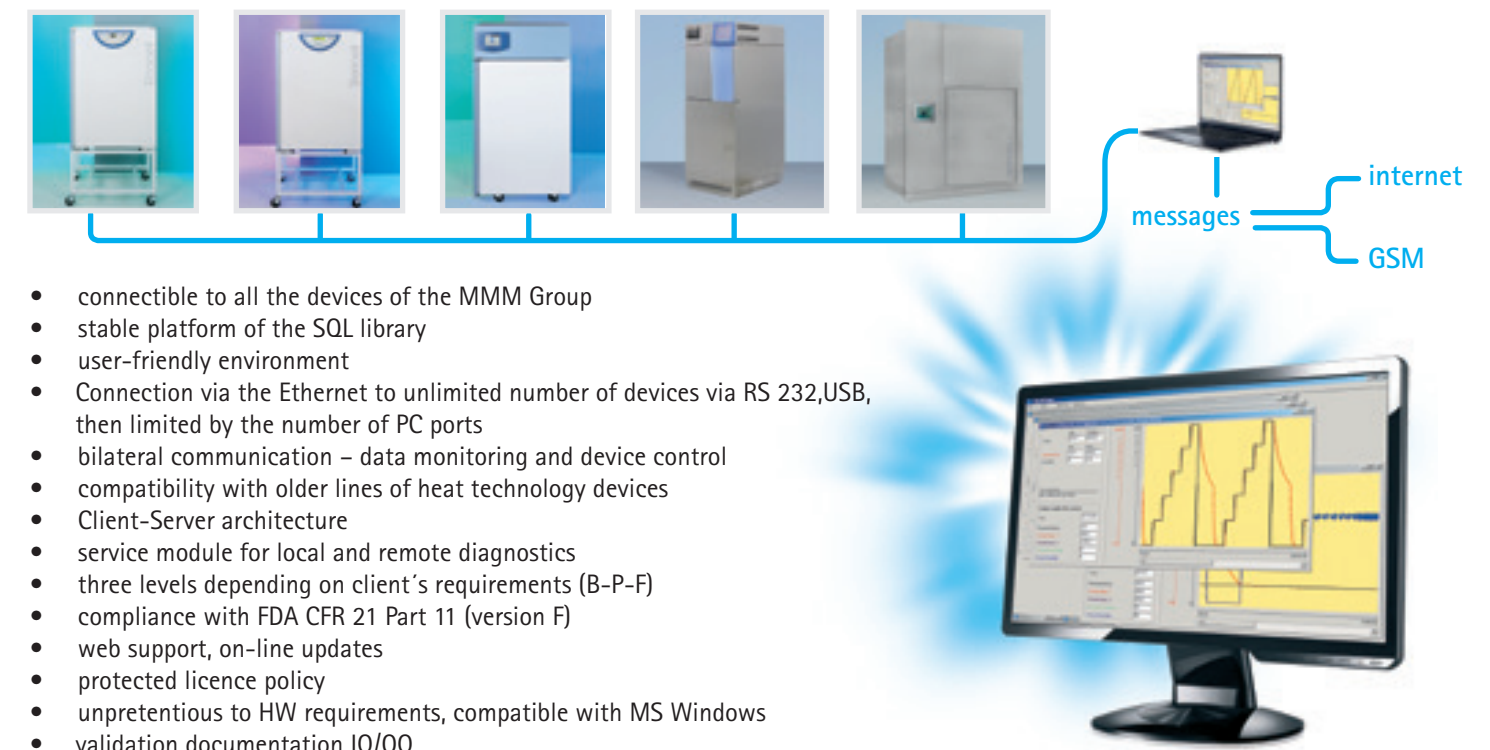 internet
messages
GSM
• connectible to all the devices of the MMM Group
• stable platform of the SQL library
• user-friendly environment
• Connection via the Ethernet to unlimited number of devices via RS 232,USB,
then limited by the number of PC ports
• bilateral communication – data monitoring and device control
• compatibility with older lines of heat technology devices
• Client-Server architecture
• service module for local and remote diagnostics
• three levels depending on client´s requirements (B-P-F)
• compliance with FDA CFR 21 Part 11 (version F)
• web support, on-line updates
• protected licence policy
• unpretentious to HW requirements, compatible with MS Windows
• validation documentation IQ/OQ